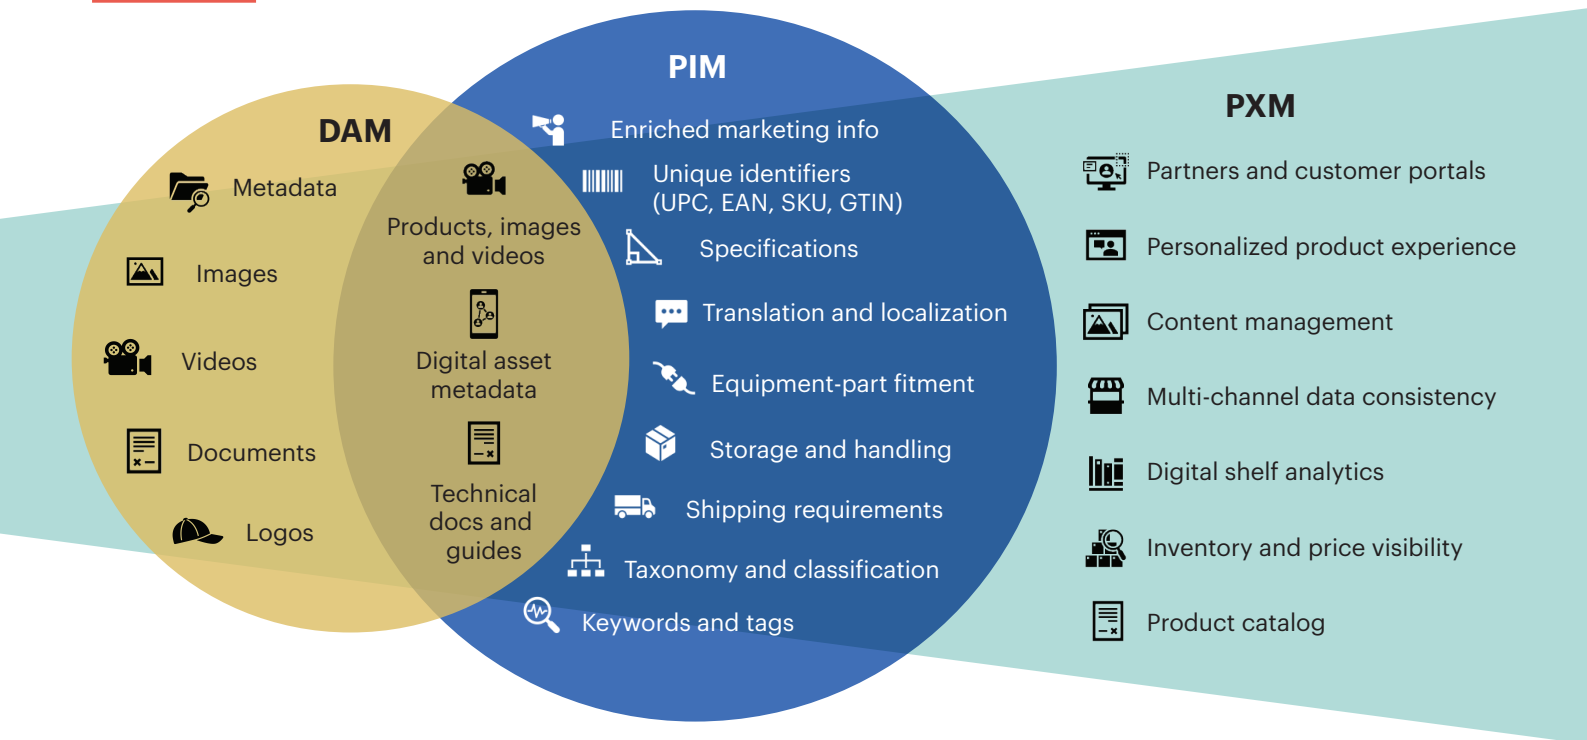 DAM
Metadata
Images
Videos
Documents
Logos
Products, images
and videos
Digital asset
metadata
Technical
docs and
guides
PIM
Enriched marketing info
Unique identifiers
(UPC, EAN, SKU, GTIN)
Specifications
Translation and localization
Equipment-part fitment
Storage and handling
Shipping requirements
Taxonomy and classification
Keywords and tags
PXM
Partners and customer portals
Personalized product experience
Content management
Multi-channel data consistency
Digital shelf analytics
Inventory and price visibility
Product catalog